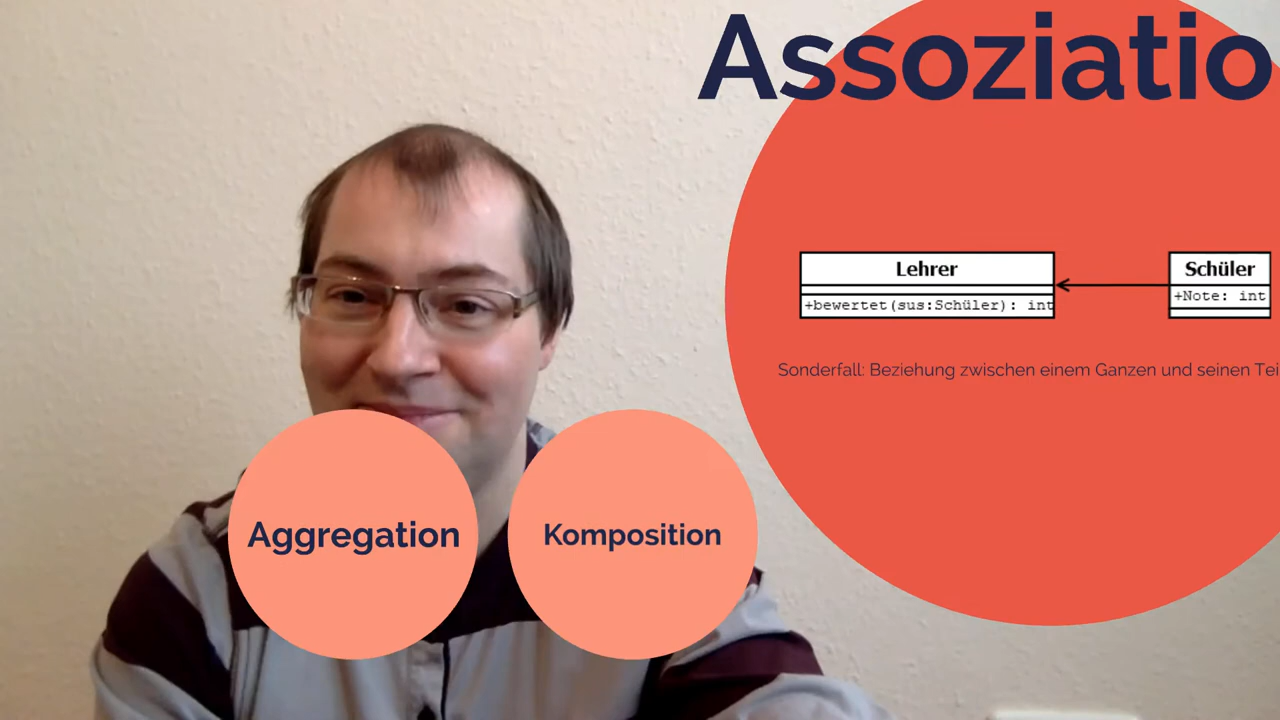 Assoziatio
Lehrer
+bewertet(sus:Schüler): int
Schüler
+Note: int
Sonderfall: Beziehung zwischen einem Ganzen und seinen Tei
Aggregation
Komposition